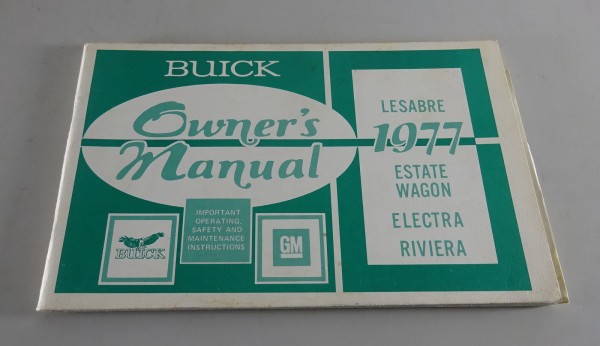 BUICK
Owner's
Manual
IMPORTANT
OPERATING,
SAFETY AND
MAINTENANCE
INSTRUCTIONS
BUICK
GM
LESABRE
1977
ESTATE
WAGON
ELECTRA
RIVIERA